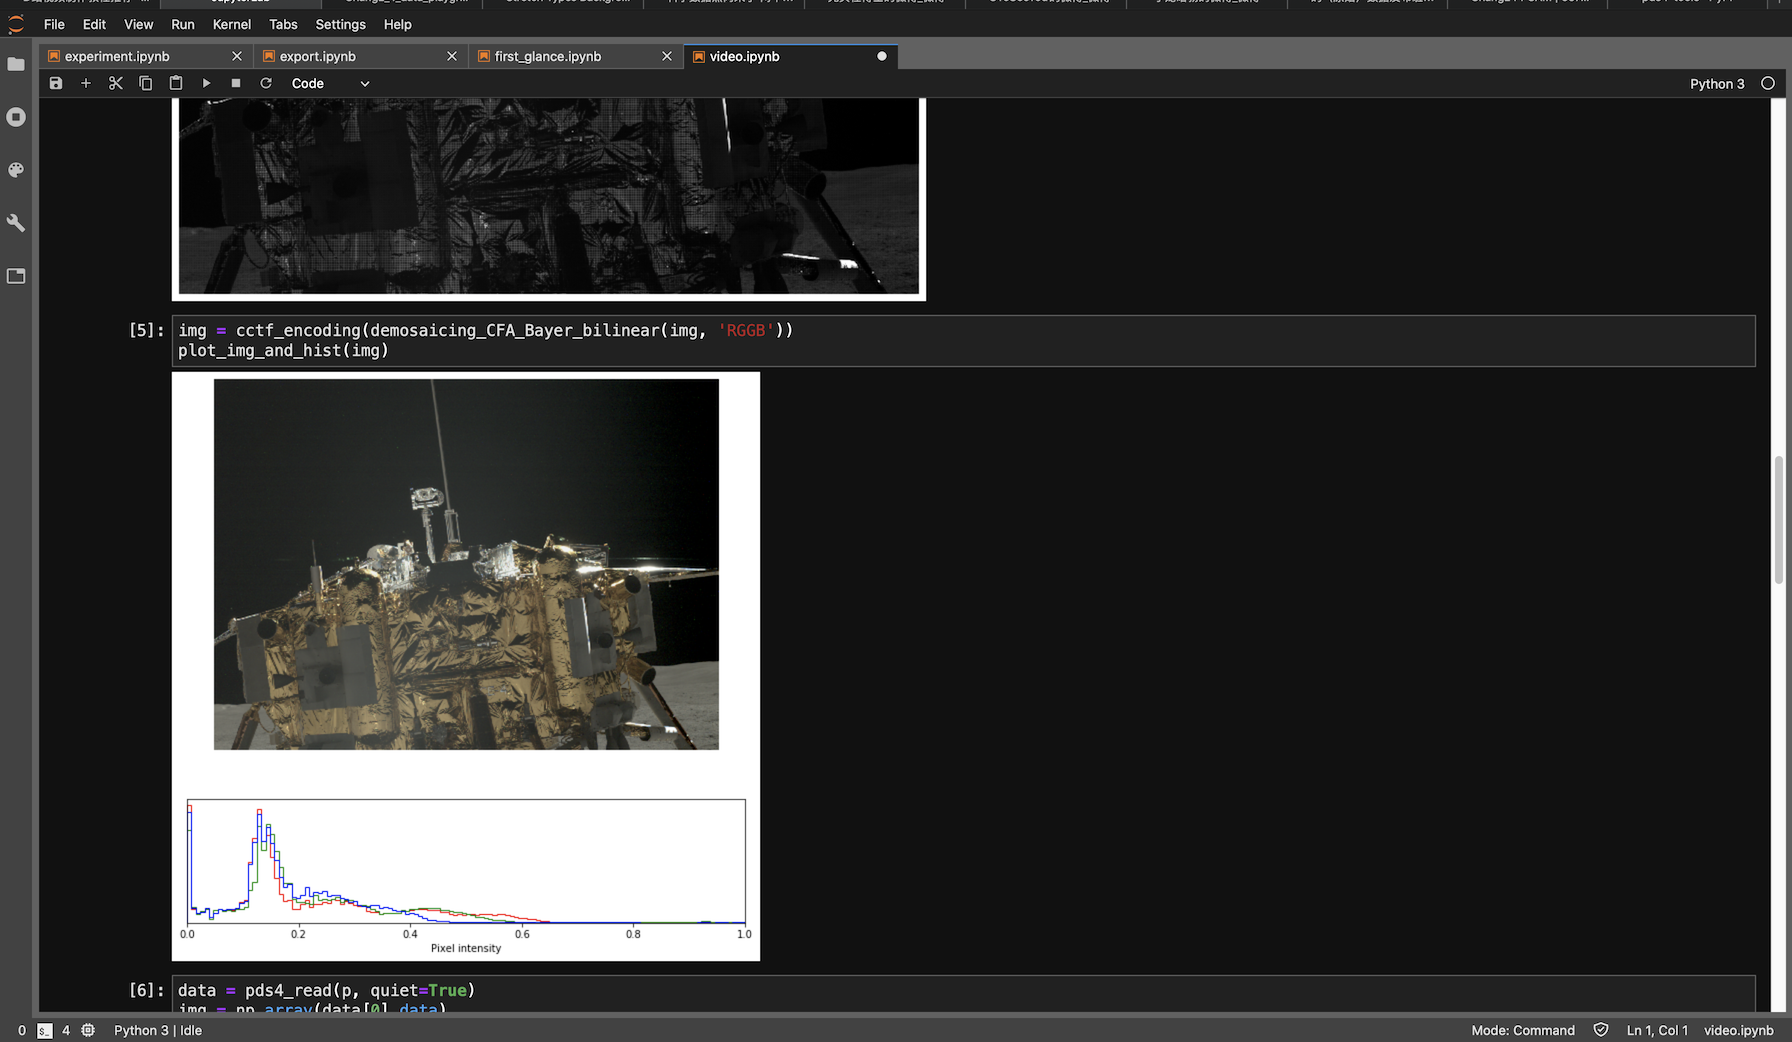 File Edit View Run Kernel Tabs Settings Help
experiment.ipynb
export.ipynb
first_glance.ipynb
video.ipynb
Code
Python 3
[5]:
img = cctf_encoding(demosaicing_CFA_Bayer_bilinear(img, 'RGGB'))
plot_img_and_hist(img)
0.0 0.2 0.4 0.6 0.8 1.0
Pixel intensity
[6]:
data = pds4_read(p, quiet=True)
img = np.array(data[0].data)
0 $_ 4 Python 3 | Idle Mode: Command Ln 1, Col 1 video.ipynb